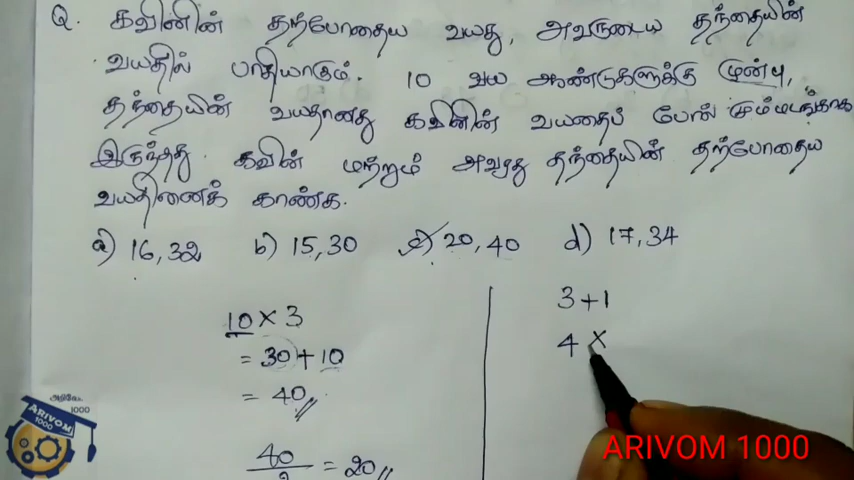 Q. கவினின் தற்போதைய வயது, அவருடைய தந்தையின்
வயதில் பாதியாகும். 10 வய ஆண்டுகளுக்கு முன்பு,
தந்தையின் வயதானது கவினின் வயதைப் போன் மும்மடங்காக
இருந்தது. கவின் மற்றும் அவரது தந்தையின் தற்போதைய
வயதினைக் காண்க.
a) 16,32 b) 15,30 c) 20,40 d) 17,34
10 × 3
= 30 + 10
= 40 //
40
= 20 //
3 + 1
4 ×
ARIVOM
1000
1000
ARIVOM 1000